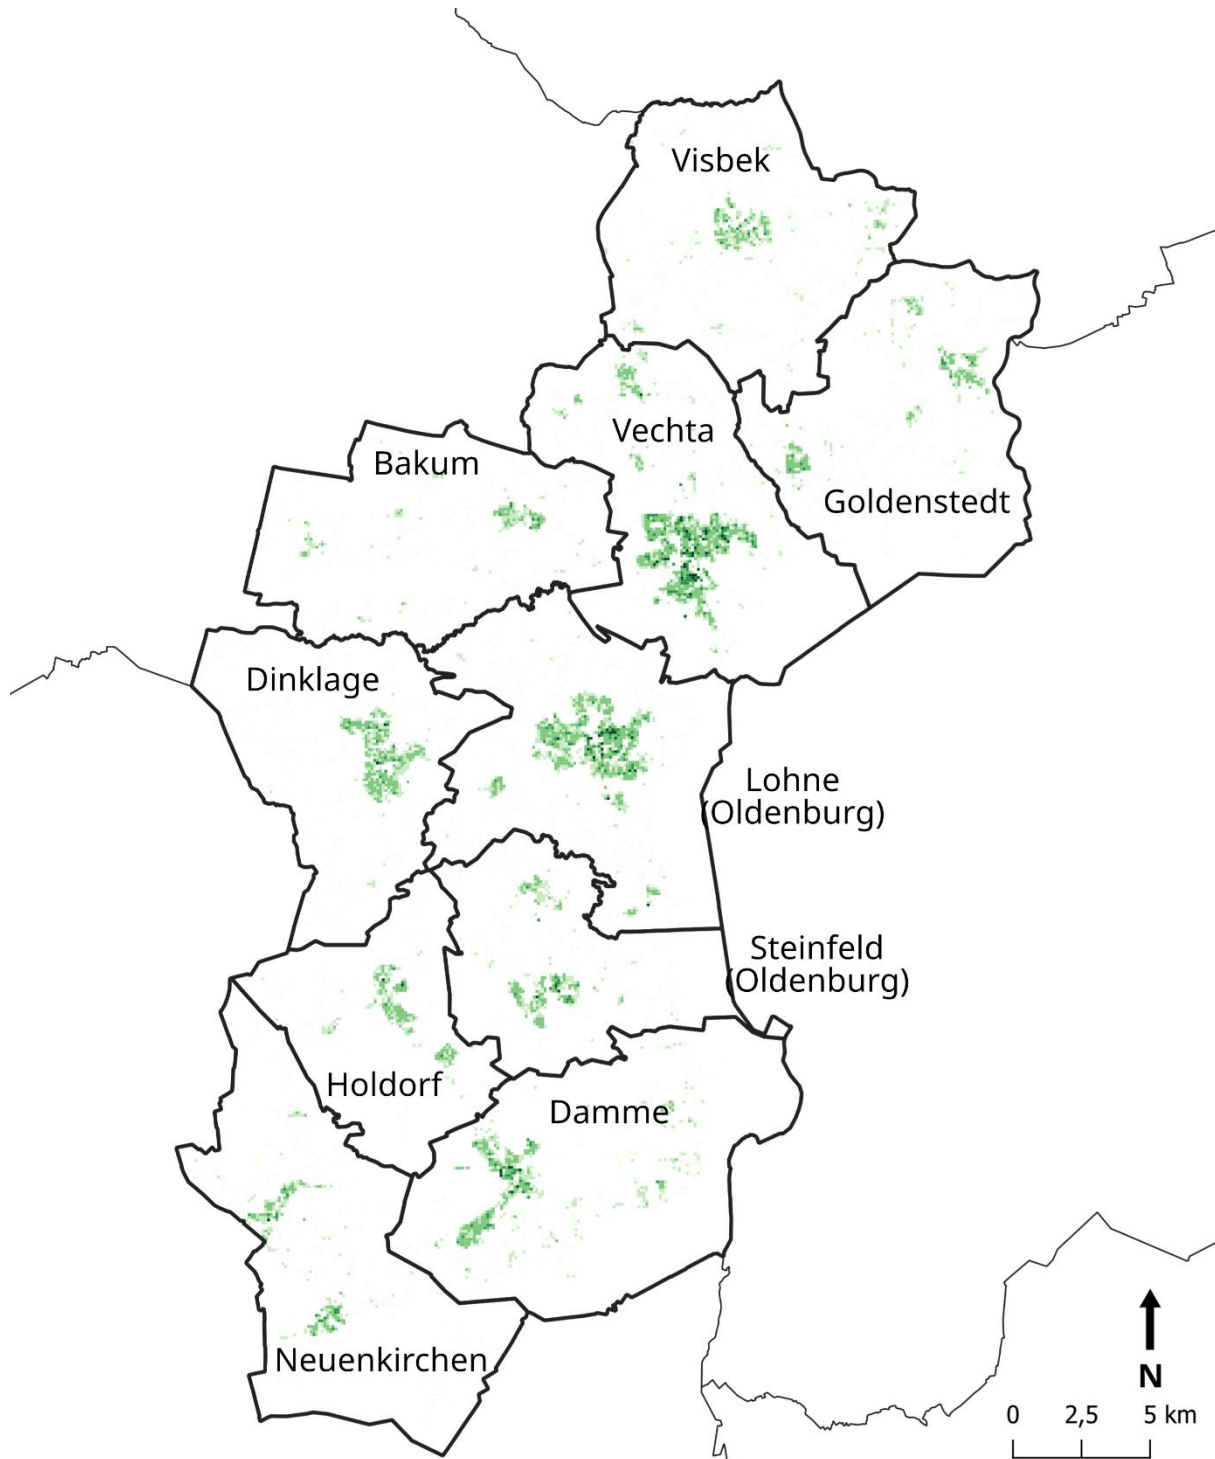 Visbek
Vechta
Bakum
Goldenstedt
Dinklage
Lohne
(Oldenburg)
Steinfeld
(Oldenburg)
Holdorf
Damme
Neuenkirchen
N
0 2,5 5 km